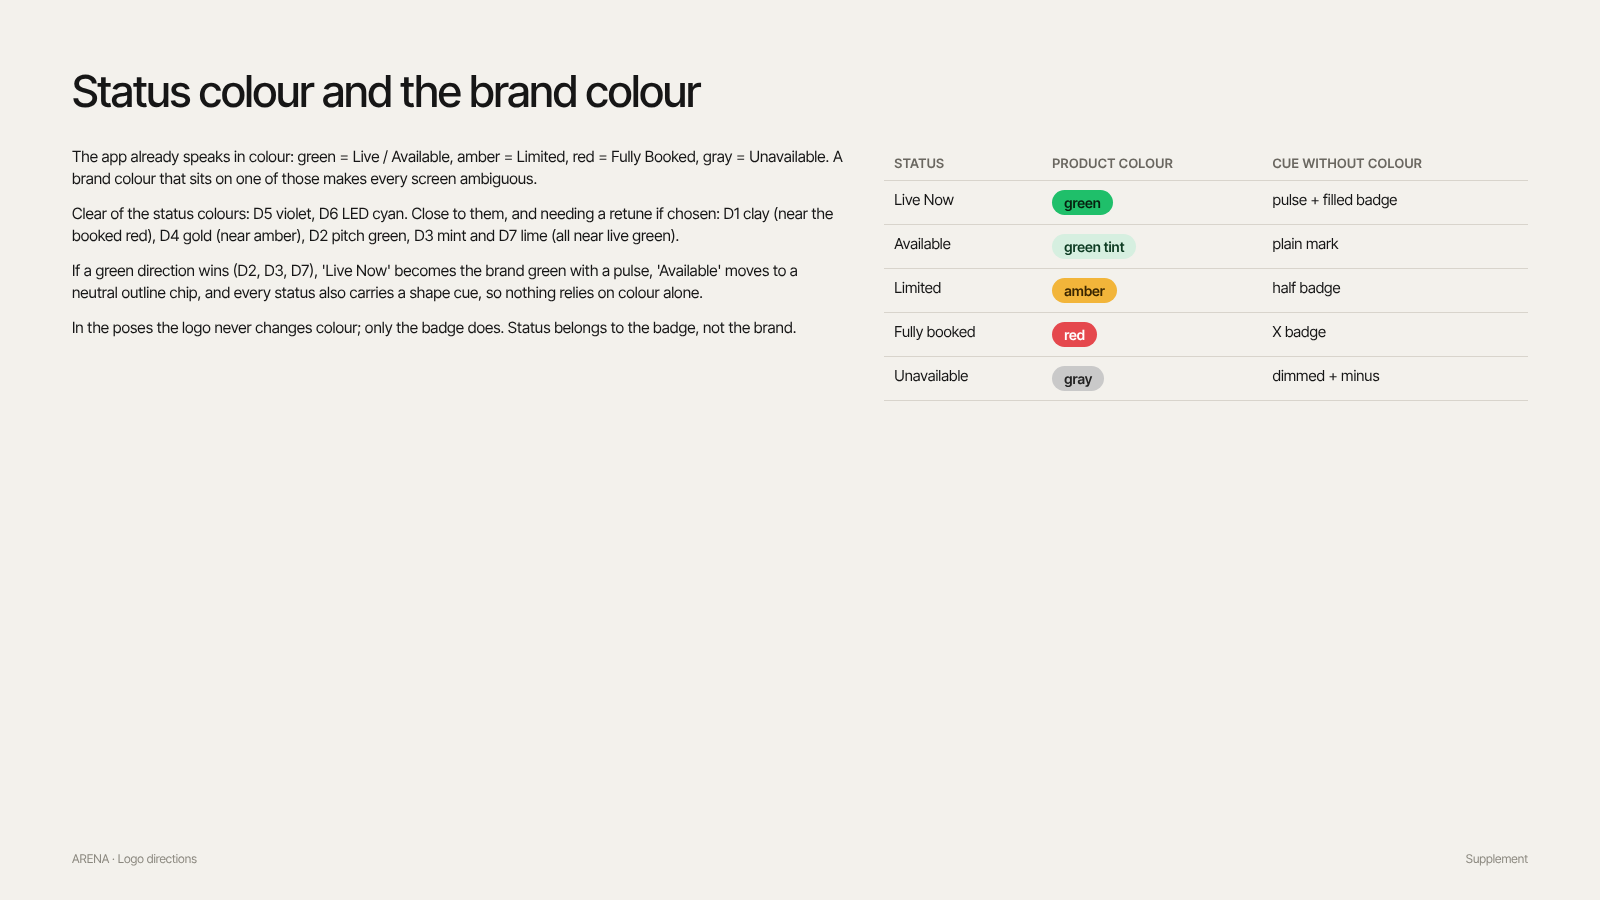 Status colour and the brand colour
The app already speaks in colour: green = Live / Available, amber = Limited, red = Fully Booked, gray = Unavailable. A
brand colour that sits on one of those makes every screen ambiguous.
Clear of the status colours: D5 violet, D6 LED cyan. Close to them, and needing a retune if chosen: D1 clay (near the
booked red), D4 gold (near amber), D2 pitch green, D3 mint and D7 lime (all near live green).
If a green direction wins (D2, D3, D7), 'Live Now' becomes the brand green with a pulse, 'Available' moves to a
neutral outline chip, and every status also carries a shape cue, so nothing relies on colour alone.
In the poses the logo never changes colour; only the badge does. Status belongs to the badge, not the brand.
STATUS PRODUCT COLOUR CUE WITHOUT COLOUR
Live Now green pulse + filled badge
Available green tint plain mark
Limited amber half badge
Fully booked red X badge
Unavailable gray dimmed + minus
ARENA · Logo directions
Supplement